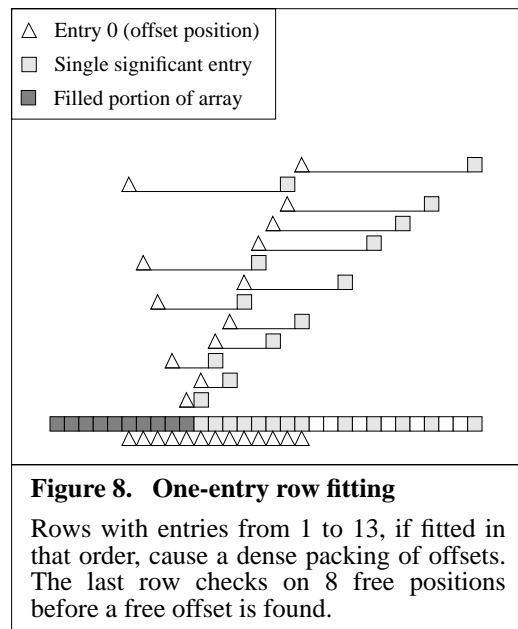 Entry 0 (offset position)
Single significant entry
Filled portion of array
Figure 8. One-entry row fitting
Rows with entries from 1 to 13, if fitted in
that order, cause a dense packing of offsets.
The last row checks on 8 free positions
before a free offset is found.